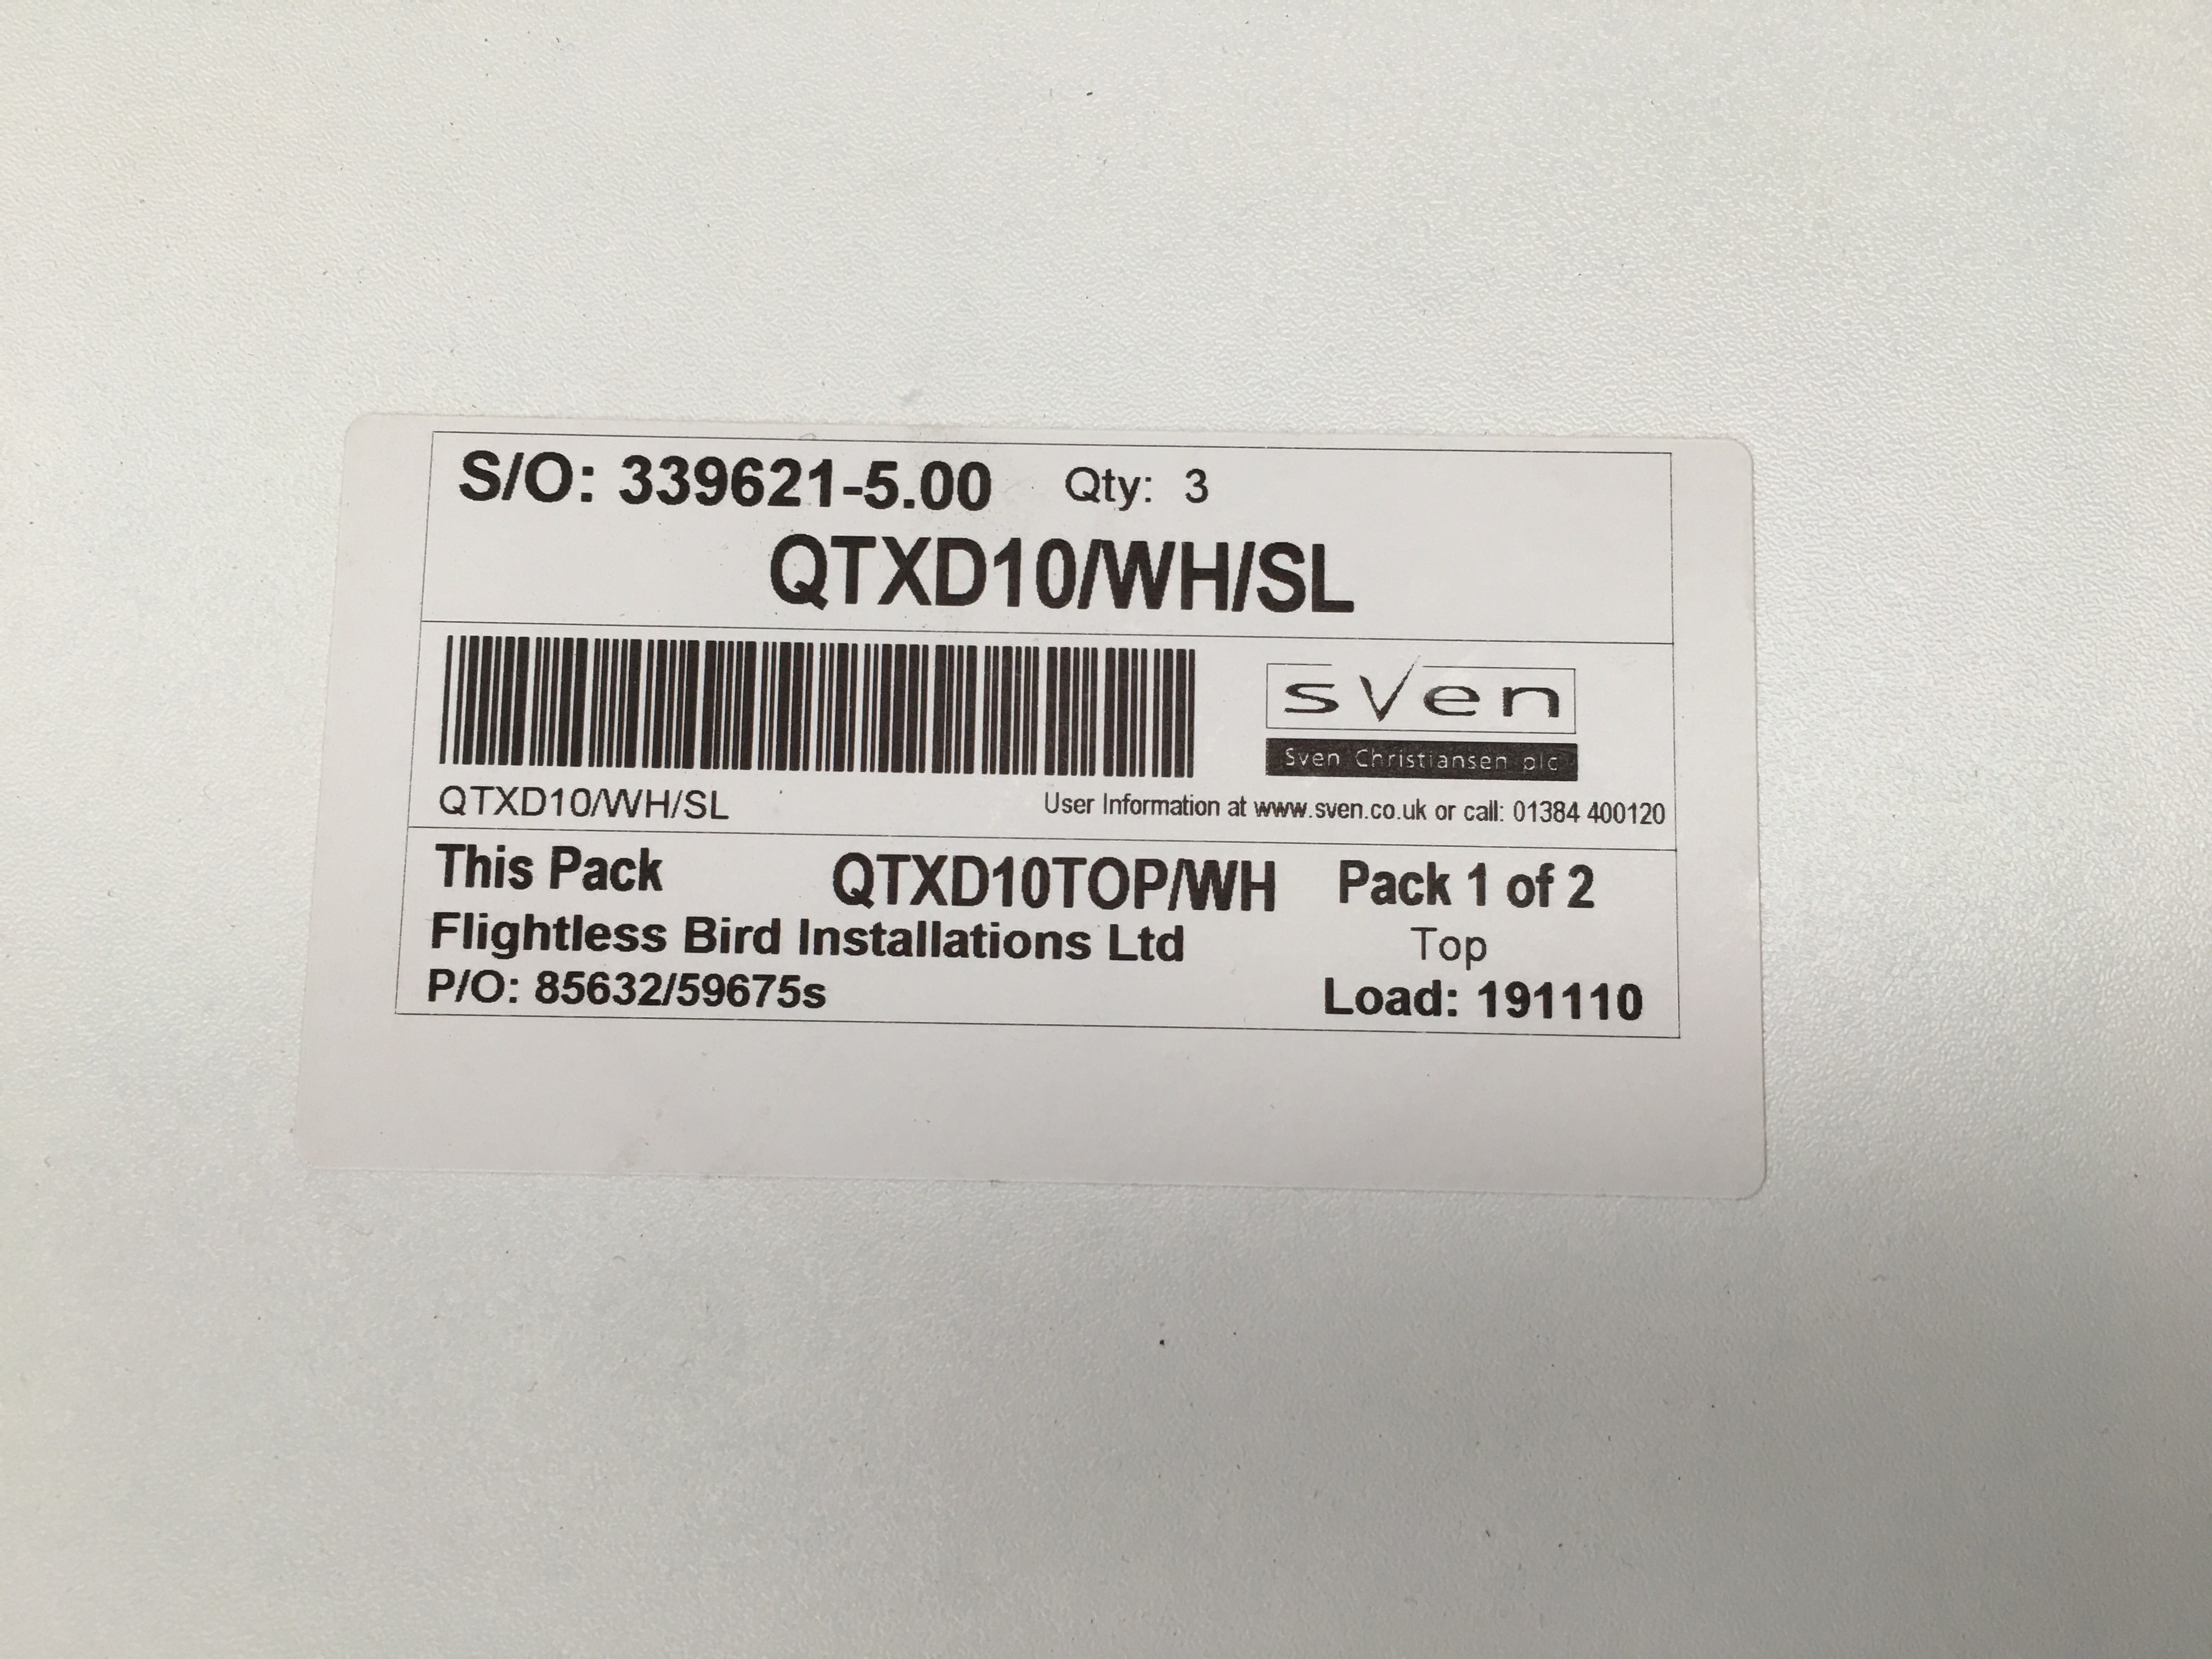 S/O: 339621-5.00 Qty: 3
QTXD10/WH/SL
sven
Sven Christiansen plc
QTXD10/WH/SL
User Information at www.sven.co.uk or call: 01384 400120
This Pack QTXD10TOP/WH Pack 1 of 2
Flightless Bird Installations Ltd Top
P/O: 85632/59675s Load: 191110